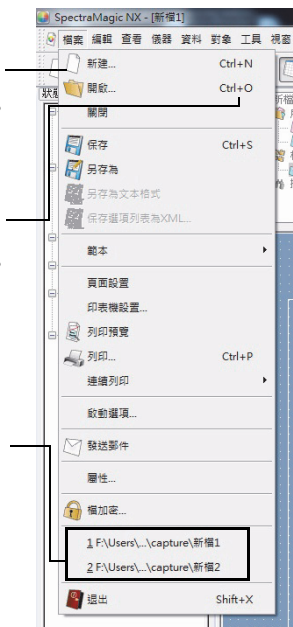 SpectraMagic NX - [新檔1]
檔案 編輯 查看 儀器 資料 對象 工具 視窗
新建... Ctrl+N
開啟... Ctrl+O
關閉
保存 Ctrl+S
另存為
另存為文本格式
保存選項列表為XML...
範本
頁面設置
印表機設置...
列印預覽
列印... Ctrl+P
連續列印
啟動選項...
發送郵件
屬性...
檔加密...
1 F:\Users\...\capture\新檔1
2 F:\Users\...\capture\新檔2
退出 Shift+X